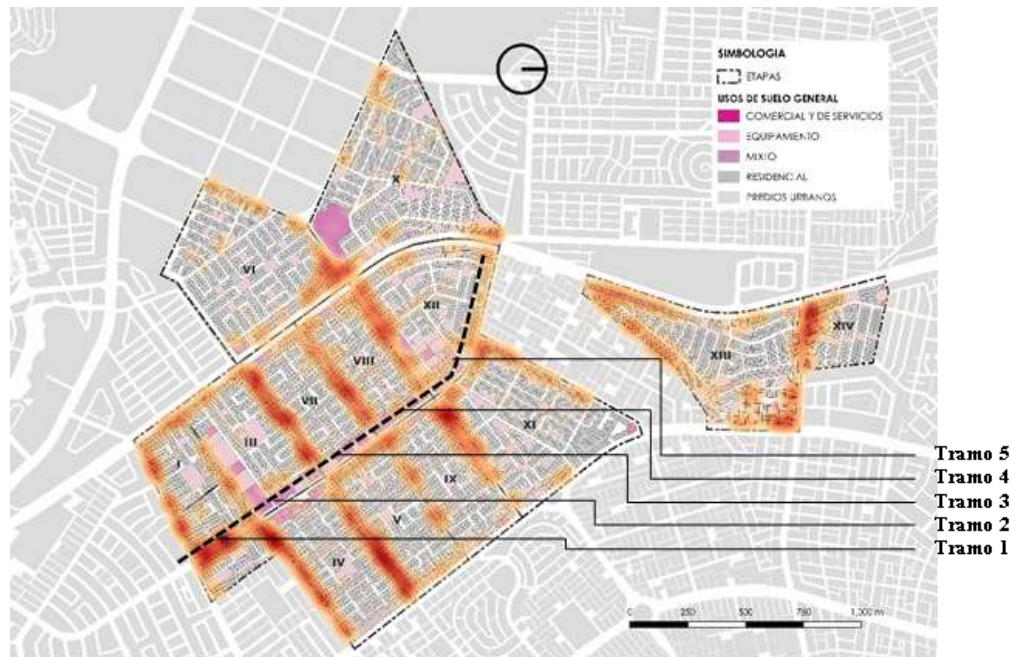 SIMBOLOGIA
ETAPAS
USOS DE SUELO GENERAL
COMERCIAL Y DE SERVICIOS
EQUIPAMIENTO
MIXTO
RESIDENCIAL
PREDIOS URBANOS
X
VI
XII
VIII
XIII
XIV
VII
XI
III
I
IX
V
IV
Tramo 5
Tramo 4
Tramo 3
Tramo 2
Tramo 1
0 250 500 750 1,000 m